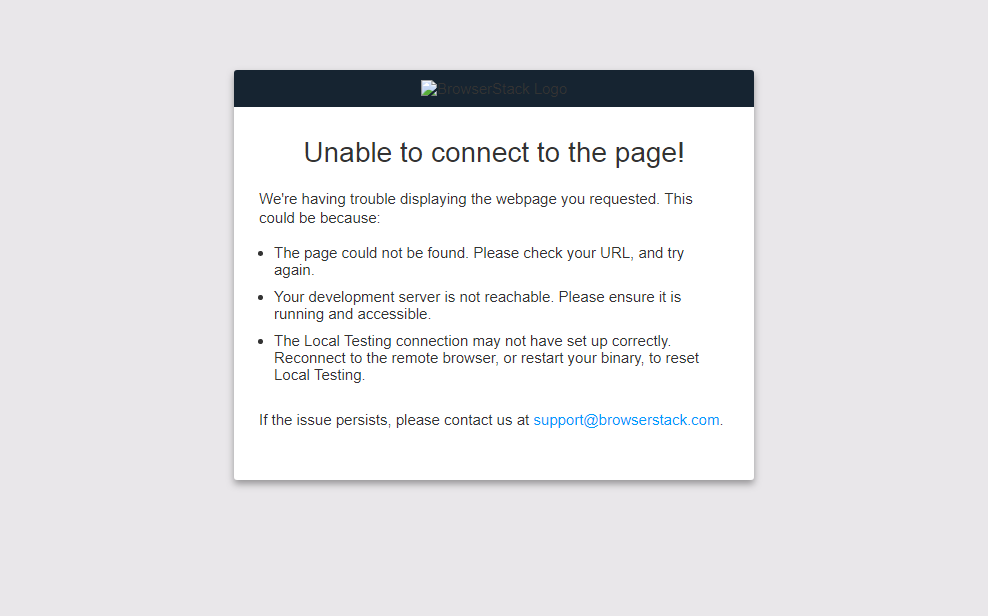 BrowserStack Logo
Unable to connect to the page!
We're having trouble displaying the webpage you requested. This
could be because:
The page could not be found. Please check your URL, and try
again.
Your development server is not reachable. Please ensure it is
running and accessible.
The Local Testing connection may not have set up correctly.
Reconnect to the remote browser, or restart your binary, to reset
Local Testing.
If the issue persists, please contact us at support@browserstack.com.